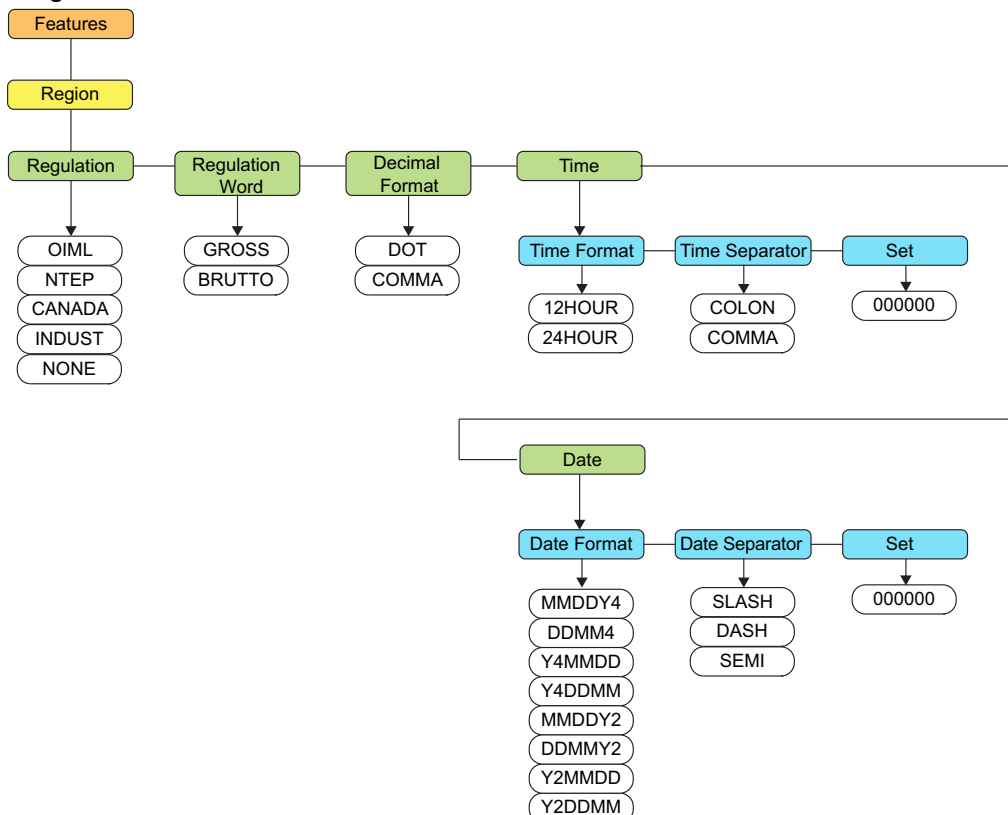 Features
Region
Regulation
Regulation
Word
Decimal
Format
Time
OIML
NTEP
CANADA
INDUST
NONE
GROSS
BRUTTO
DOT
COMMA
Time Format
Time Separator
Set
12HOUR
24HOUR
COLON
COMMA
000000
Date
Date Format
Date Separator
Set
MMDDY4
DDMM4
Y4MMDD
Y4DDMM
MMDDY2
DDMMY2
Y2MMDD
Y2DDMM
SLASH
DASH
SEMI
000000